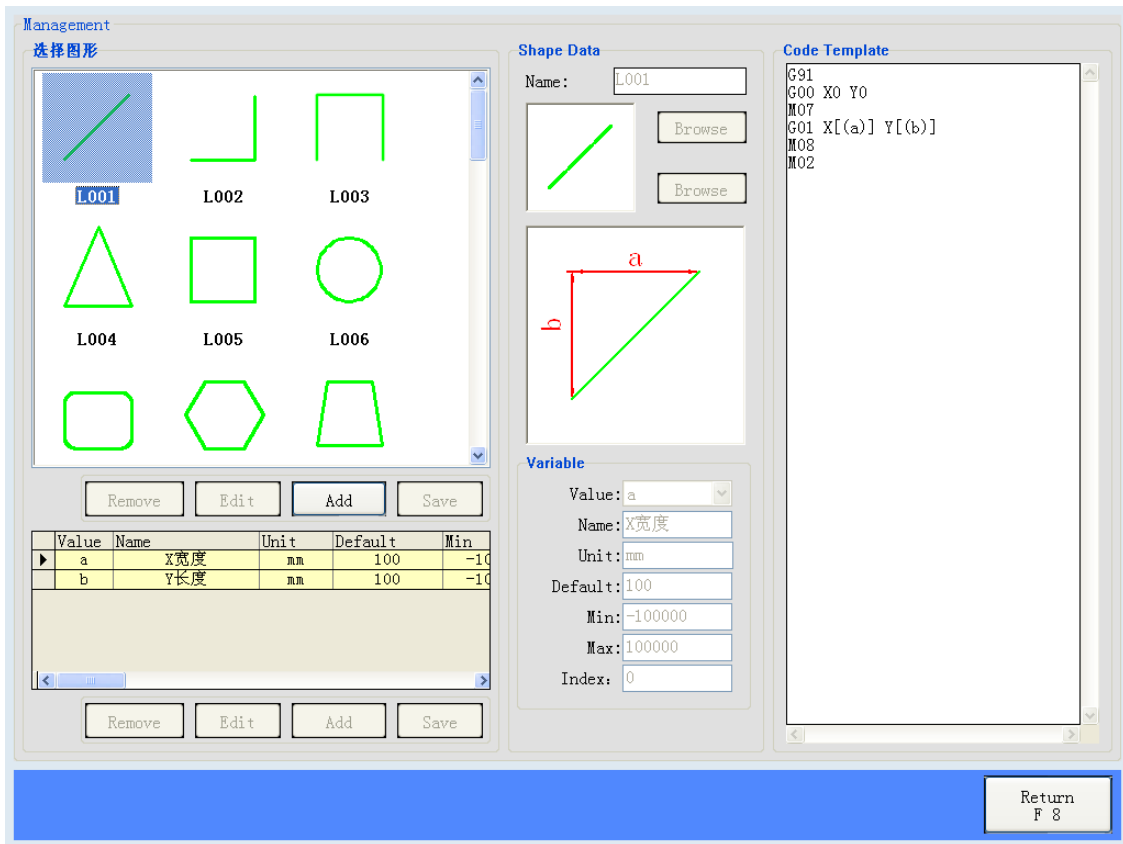 Management
选择图形
L001
L002
L003
L004
L005
L006
Remove
Edit
Add
Save
Value Name Unit Default Min
a X宽度 mm 100 -10
b Y长度 mm 100 -10
Remove
Edit
Add
Save
Shape Data
Name: L001
Browse
Browse
a
b
Variable
Value: a
Name: X宽度
Unit: mm
Default: 100
Min: -100000
Max: 100000
Index: 0
Code Template
G91
G00 X0 Y0
M07
G01 X[(a)] Y[(b)]
M08
M02
Return
F 8